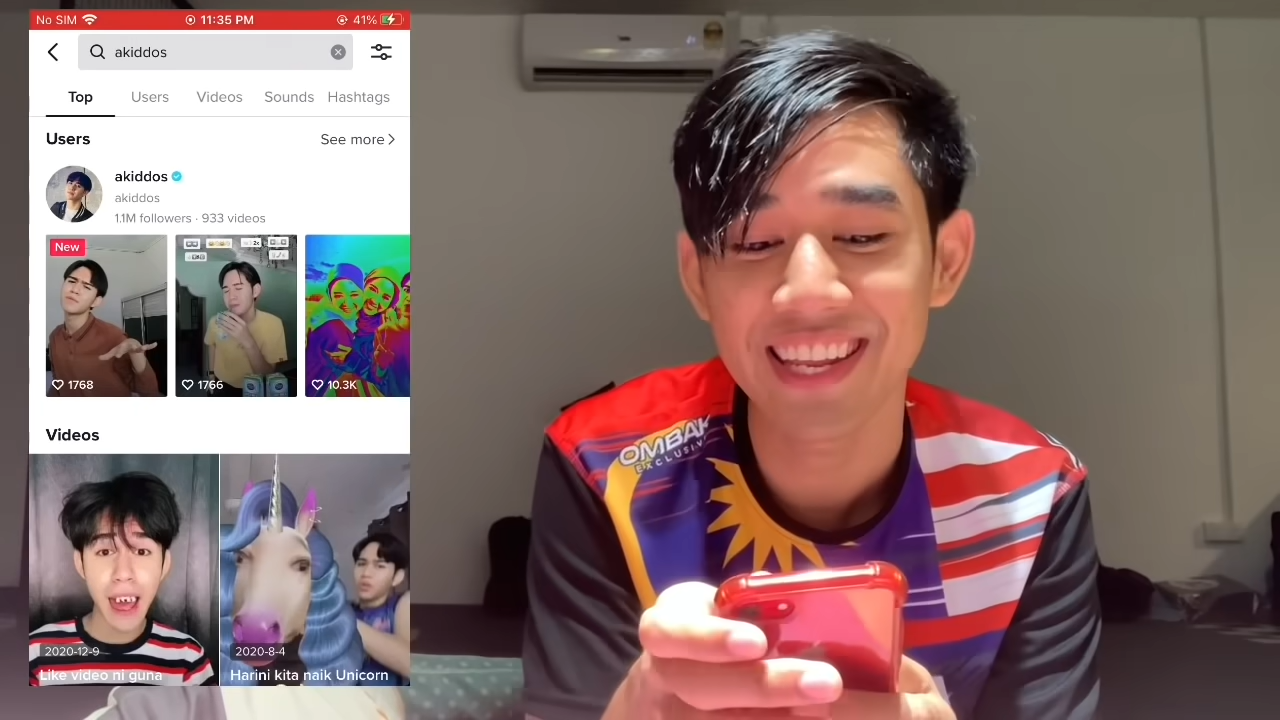 No SIM 11:35 PM 41%
akiddos
Top Users Videos Sounds Hashtags
Users See more
akiddos
akiddos
1.1M followers · 933 videos
New
1768 1766 10.3K
Videos
2020-12-9 2020-8-4
Like video ni guna Harini kita naik Unicorn
OMBAK
EXCLUSIVE